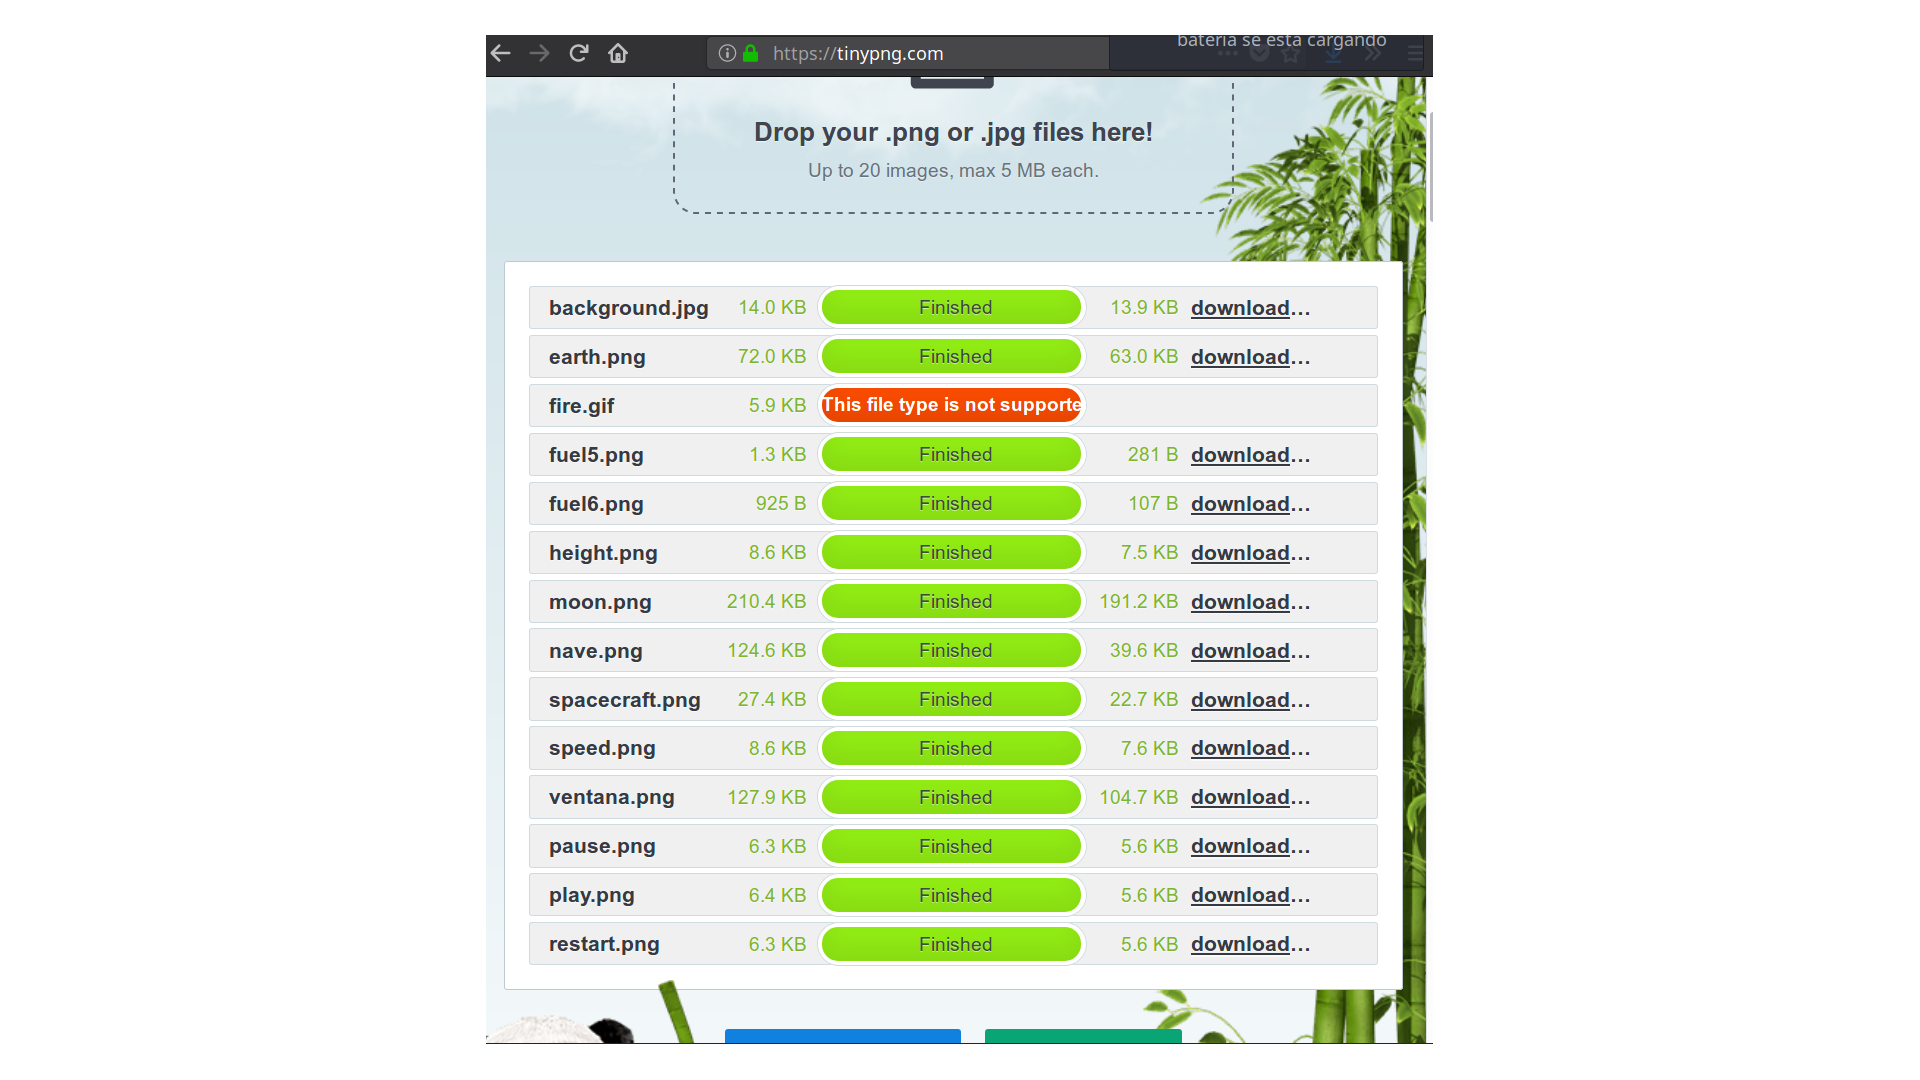 batería se está cargando
https://tinypng.com
Drop your .png or .jpg files here!
Up to 20 images, max 5 MB each.
background.jpg 14.0 KB Finished 13.9 KB download...
earth.png 72.0 KB Finished 63.0 KB download...
fire.gif 5.9 KB This file type is not supporte
fuel5.png 1.3 KB Finished 281 B download...
fuel6.png 925 B Finished 107 B download...
height.png 8.6 KB Finished 7.5 KB download...
moon.png 210.4 KB Finished 191.2 KB download...
nave.png 124.6 KB Finished 39.6 KB download...
spacecraft.png 27.4 KB Finished 22.7 KB download...
speed.png 8.6 KB Finished 7.6 KB download...
ventana.png 127.9 KB Finished 104.7 KB download...
pause.png 6.3 KB Finished 5.6 KB download...
play.png 6.4 KB Finished 5.6 KB download...
restart.png 6.3 KB Finished 5.6 KB download...